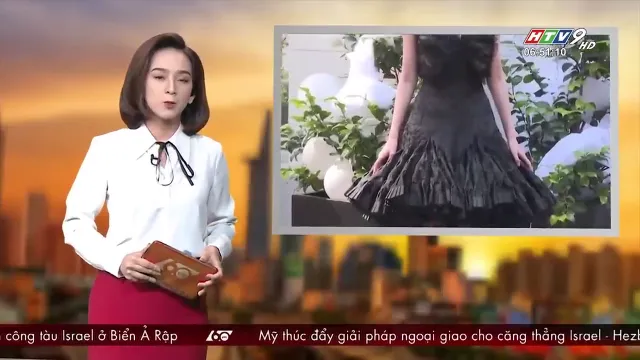 HTV9 HD
06:51:10
công tàu Israel ở Biển Ả Rập 60 Mỹ thúc đẩy giải pháp ngoại giao cho căng thẳng Israel - Hezb